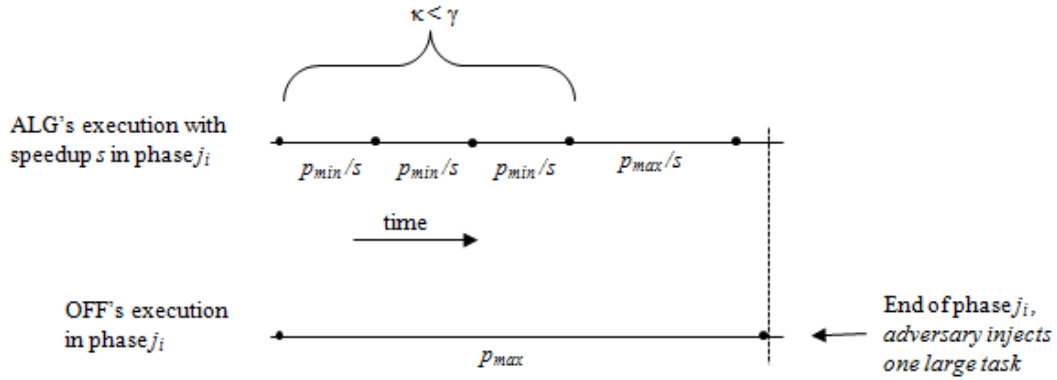 κ < γ
ALG's execution with
speedup s in phase j_i
p_min/s
p_min/s
p_min/s
p_max/s
time
OFF's execution
in phase j_i
p_max
End of phase j_i,
adversary injects
one large task